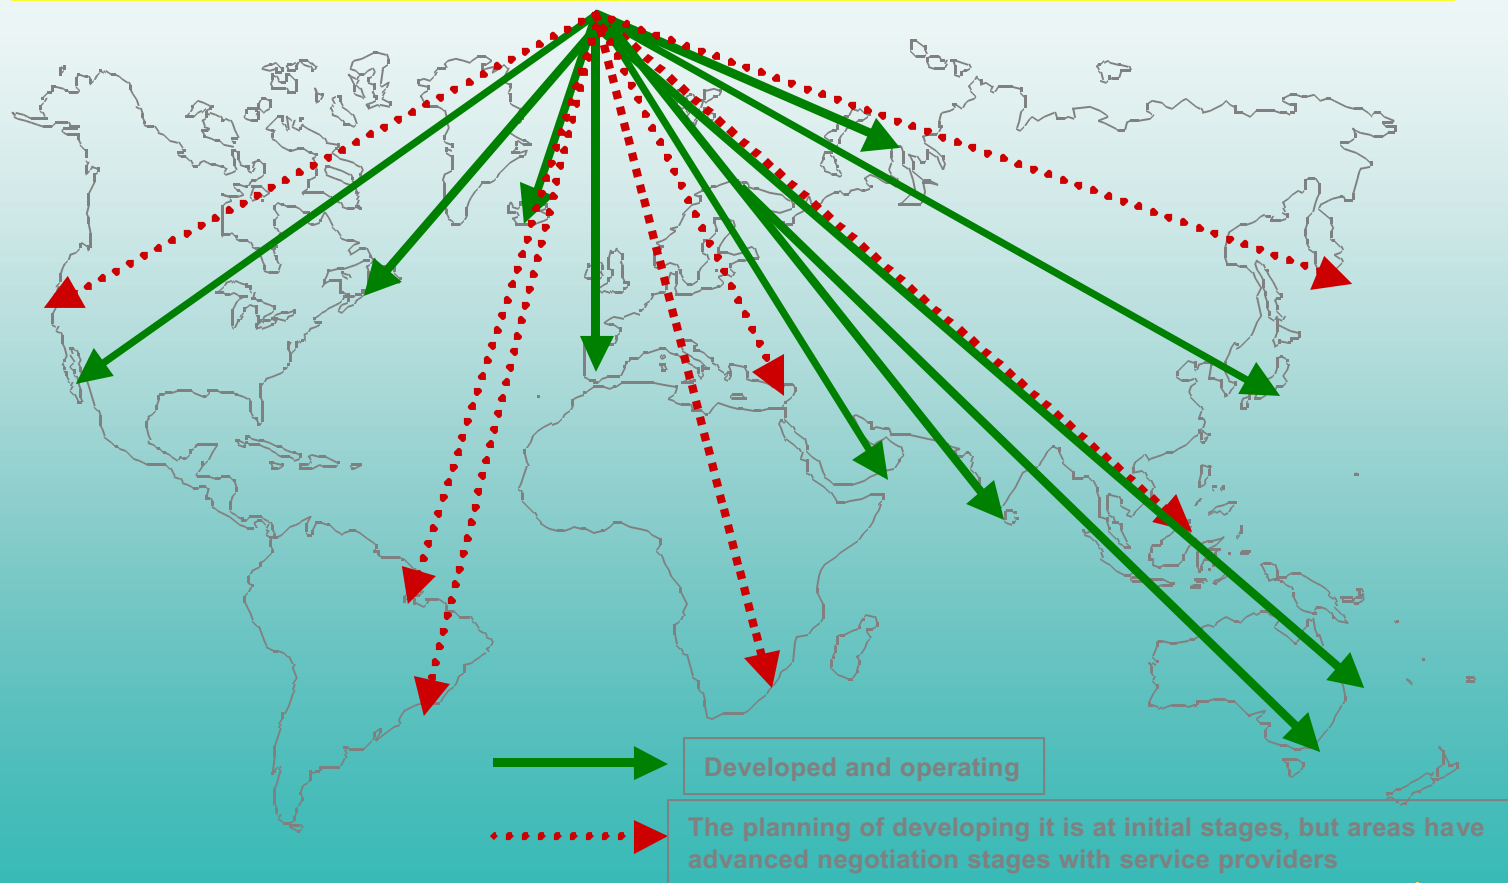 Developed and operating
The planning of developing it is at initial stages, but areas have
advanced negotiation stages with service providers